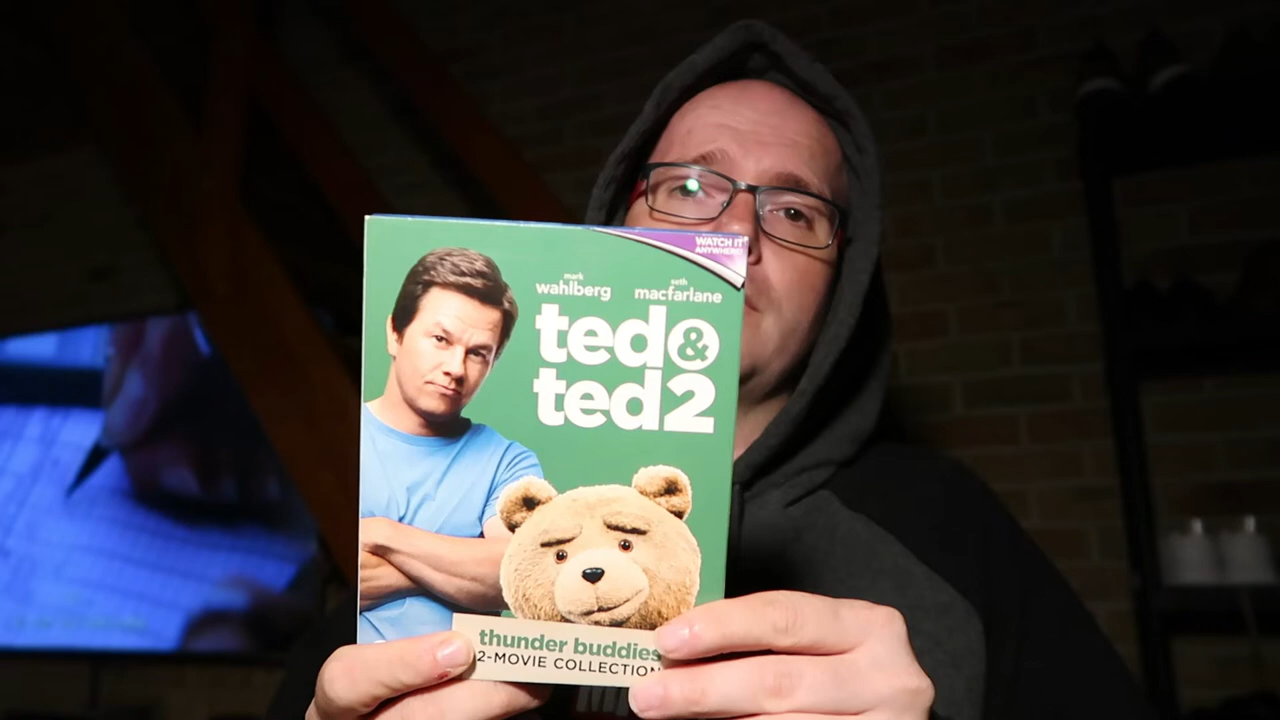 WATCH IT
ANYWHERE!
mark
wahlberg
seth
macfarlane
ted &
ted2
thunder buddies
2-MOVIE COLLECTION